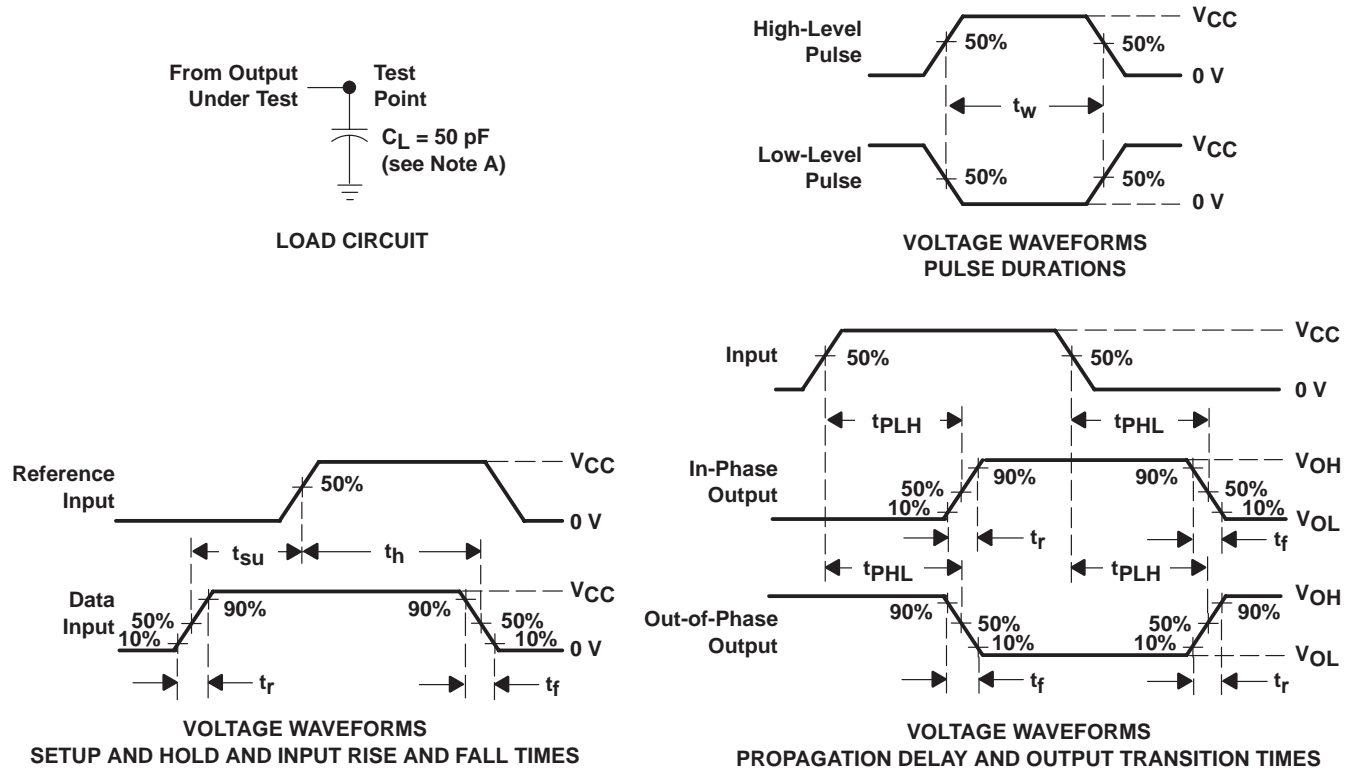 From Output
Under Test
Test
Point
CL = 50 pF
(see Note A)
LOAD CIRCUIT
High-Level
Pulse
50%
50%
VCC
0 V
tw
Low-Level
Pulse
50%
50%
VCC
0 V
VOLTAGE WAVEFORMS
PULSE DURATIONS
Reference
Input
50%
VCC
0 V
tsu
th
Data
Input
50%
10%
90%
90%
50%
10%
VCC
0 V
tr
tf
VOLTAGE WAVEFORMS
SETUP AND HOLD AND INPUT RISE AND FALL TIMES
Input
50%
50%
VCC
0 V
tPLH
tPHL
In-Phase
Output
50%
10%
90%
90%
50%
10%
VOH
VOL
tr
tf
tPHL
tPLH
Out-of-Phase
Output
90%
50%
10%
50%
10%
90%
VOH
VOL
tf
tr
VOLTAGE WAVEFORMS
PROPAGATION DELAY AND OUTPUT TRANSITION TIMES